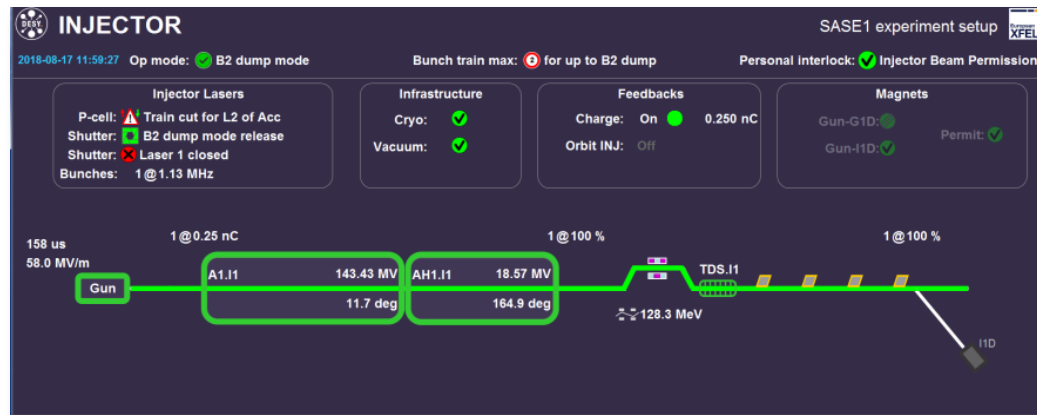 DESY
INJECTOR
SASE1 experiment setup
European
XFEL
2018-08-17 11:59:27 Op mode: B2 dump mode
Bunch train max: 2 for up to B2 dump
Personal interlock: Injector Beam Permission
Injector Lasers
P-cell: Train cut for L2 of Acc
Shutter: B2 dump mode release
Shutter: Laser 1 closed
Bunches: 1@1.13 MHz
Infrastructure
Cryo:
Vacuum:
Feedbacks
Charge: On 0.250 nC
Orbit INJ: Off
Magnets
Gun-G1D:
Permit:
Gun-I1D:
158 us
58.0 MV/m
1@0.25 nC
1@100 %
1@100 %
Gun
A1.I1 143.43 MV
11.7 deg
AH1.I1 18.57 MV
164.9 deg
TDS.I1
128.3 MeV
I1D